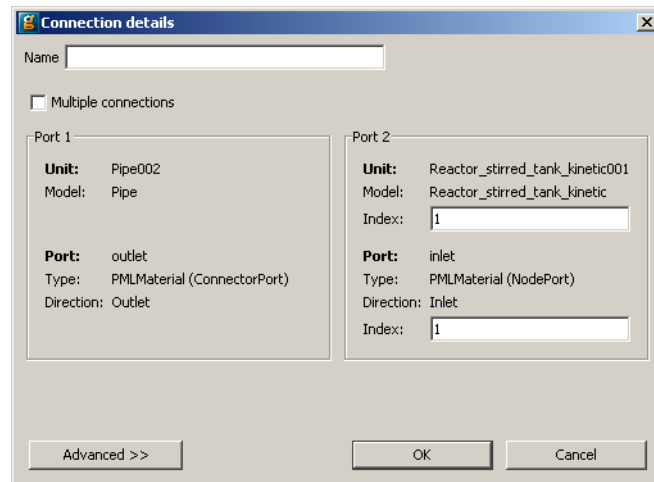 Connection details
Name
Multiple connections
Port 1
Unit: Pipe002
Model: Pipe
Port: outlet
Type: PMLMaterial (ConnectorPort)
Direction: Outlet
Port 2
Unit: Reactor_stirred_tank_kinetic001
Model: Reactor_stirred_tank_kinetic
Index: 1
Port: inlet
Type: PMLMaterial (NodePort)
Direction: Inlet
Index: 1
Advanced >>
OK
Cancel